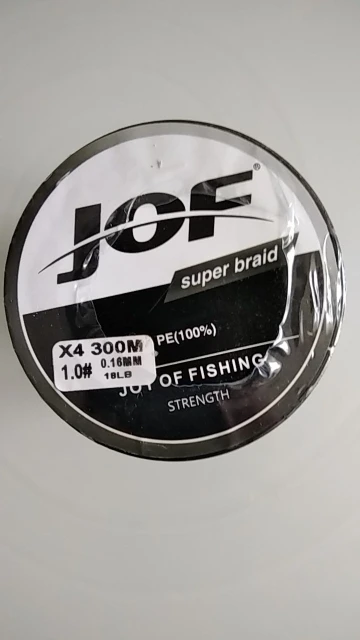 JOF®
super braid
PE(100%)
X4 300M
1.0# 0.16MM
18LB
JOY OF FISHING
STRENGTH